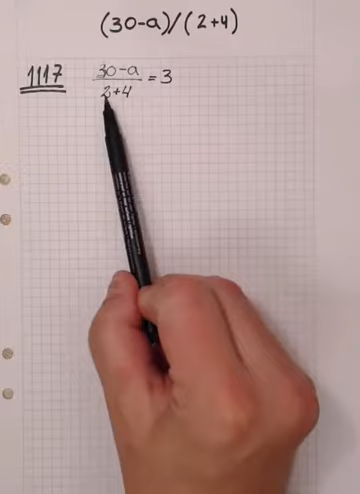 (30-a)/(2+4)
1117 30-a/2+4 = 3